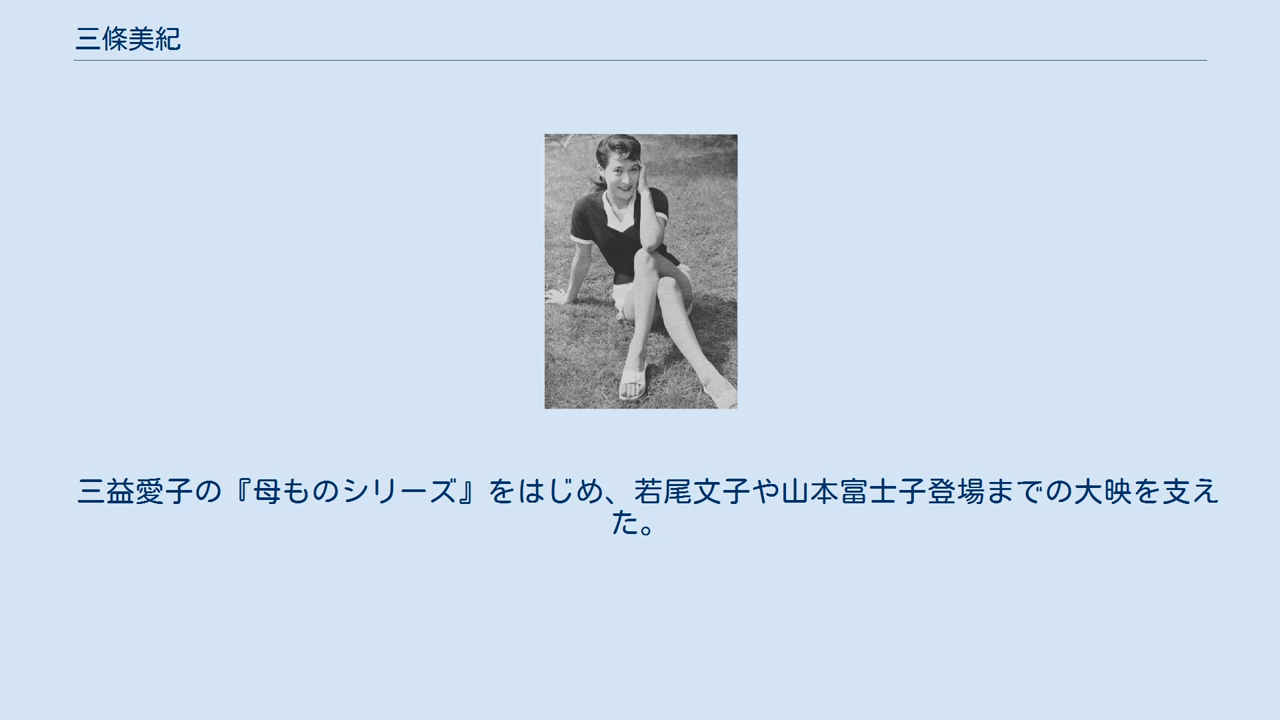 三條美紀
三益愛子の『母ものシリーズ』をはじめ、若尾文子や山本富士子登場までの大映を支え
た。